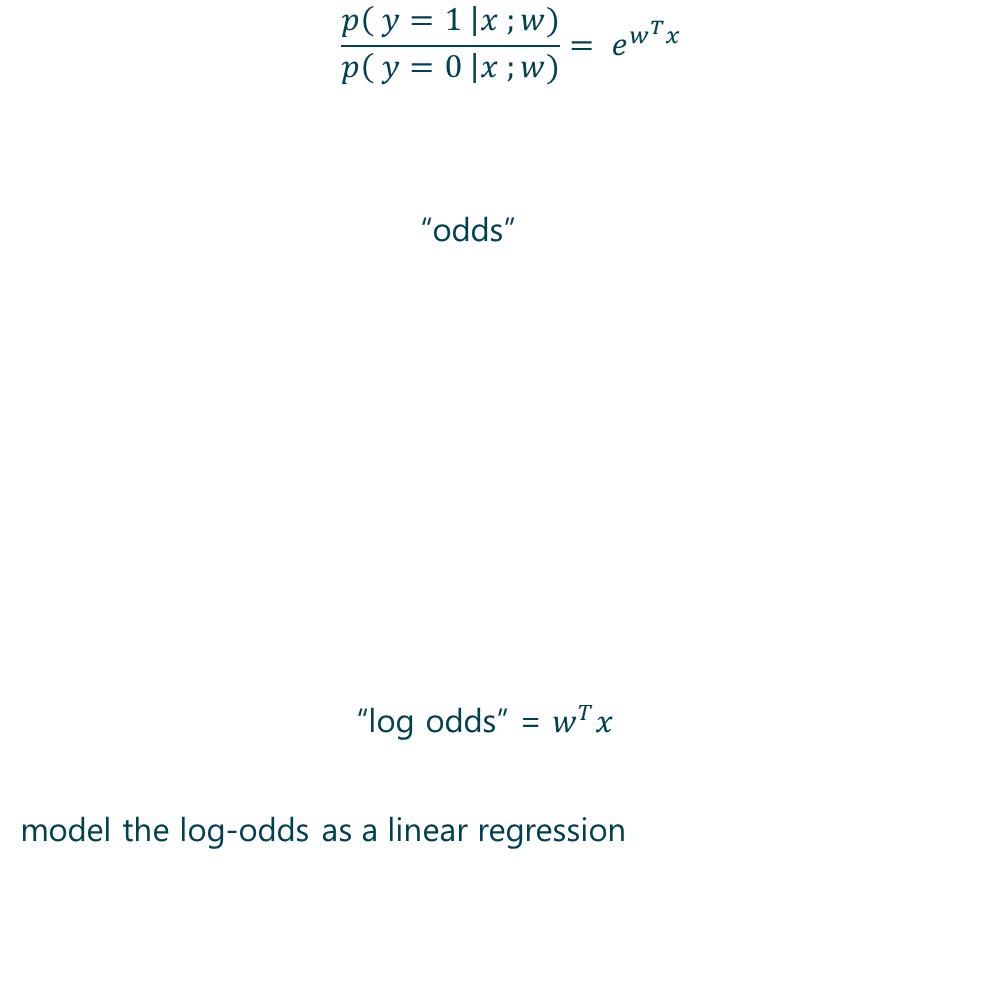 p( y = 1 |x ; w)
p( y = 0 |x ; w) = e^{w^T x}
“odds”
“log odds” = w^T x
model the log-odds as a linear regression